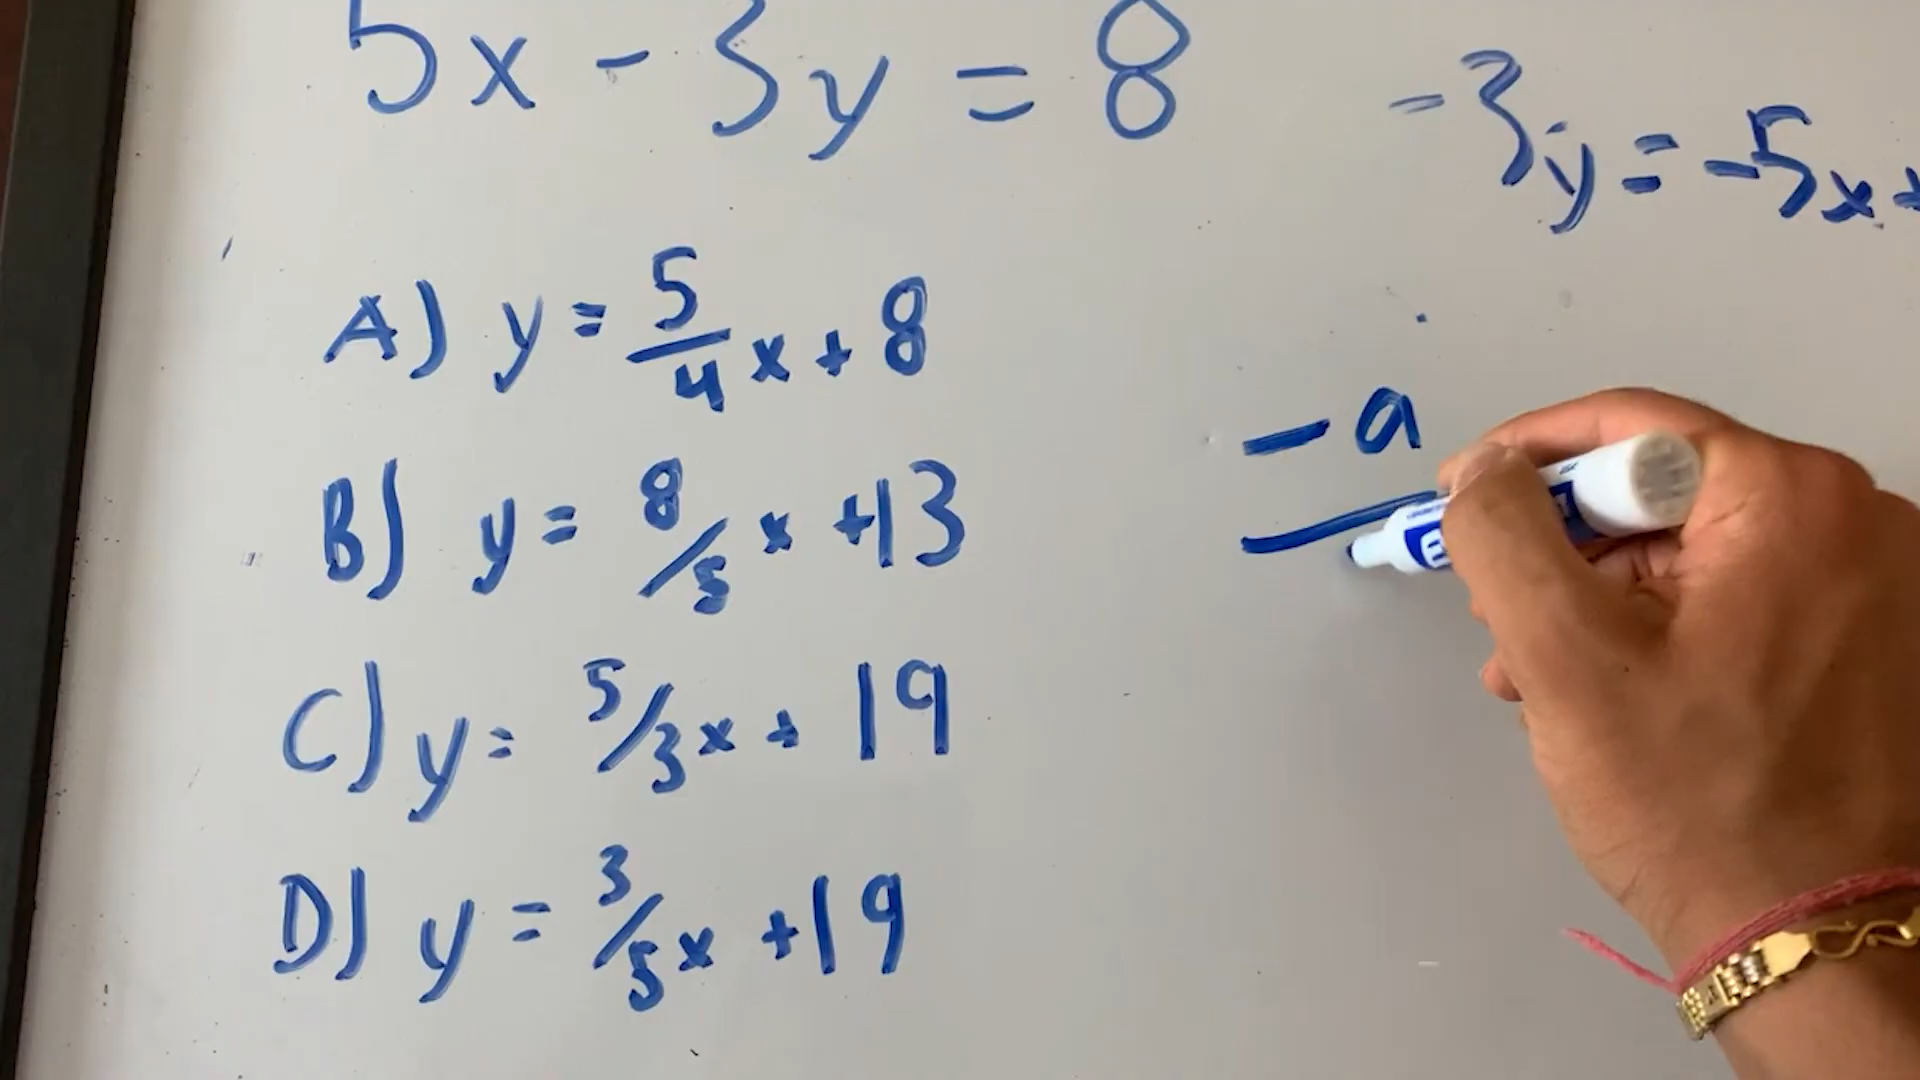 5x - 3y = 8
-3y = -5x+
A) y = 5/4 x + 8
- a
B) y = 8/5 x +13
C) y = 5/3 x + 19
D) y = 3/5 x +19